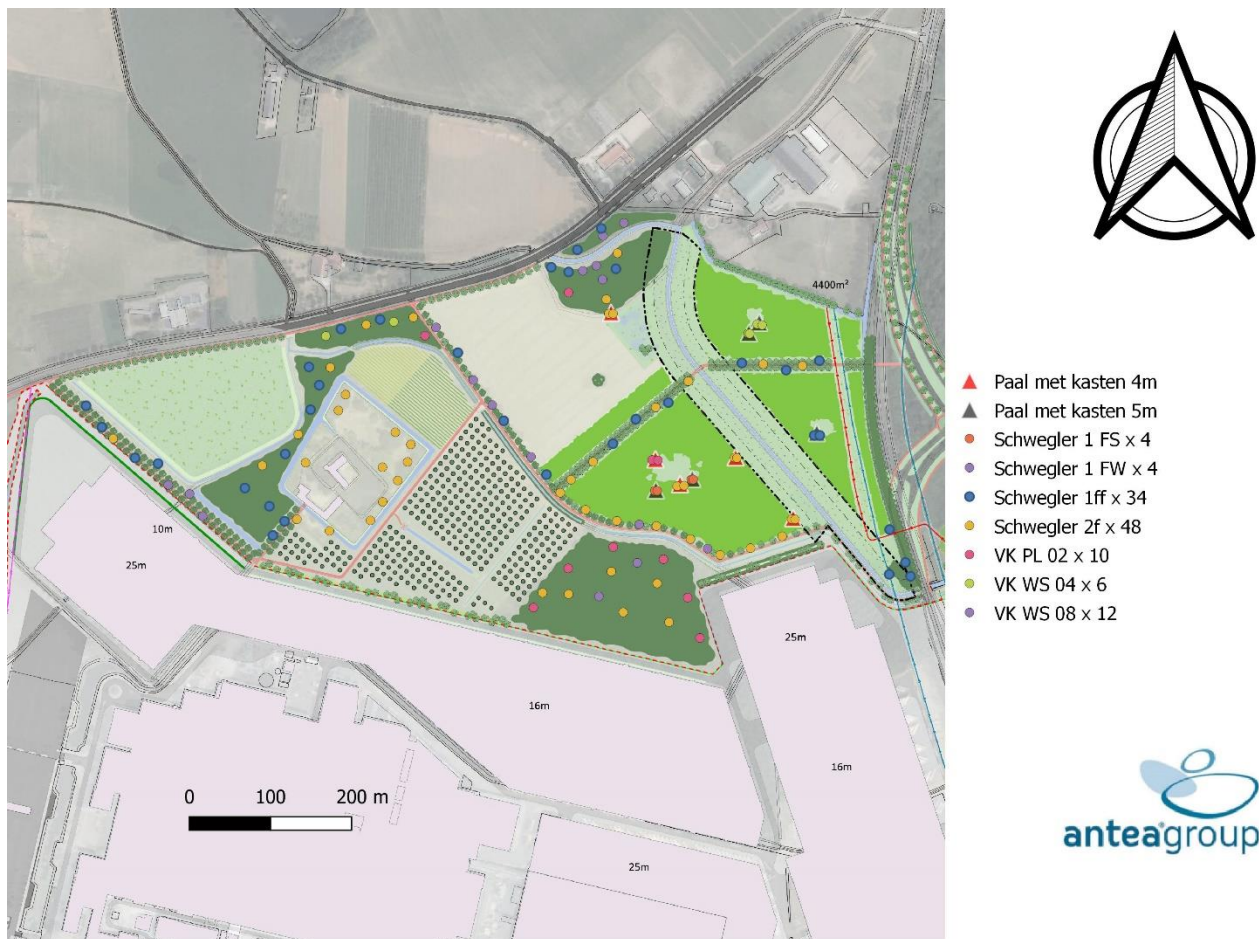 4400m²
10m
25m
25m
16m
16m
25m
0 100 200 m
Paal met kasten 4m
Paal met kasten 5m
Schwegler 1 FS x 4
Schwegler 1 FW x 4
Schwegler 1ff x 34
Schwegler 2f x 48
VK PL 02 x 10
VK WS 04 x 6
VK WS 08 x 12
antea®group